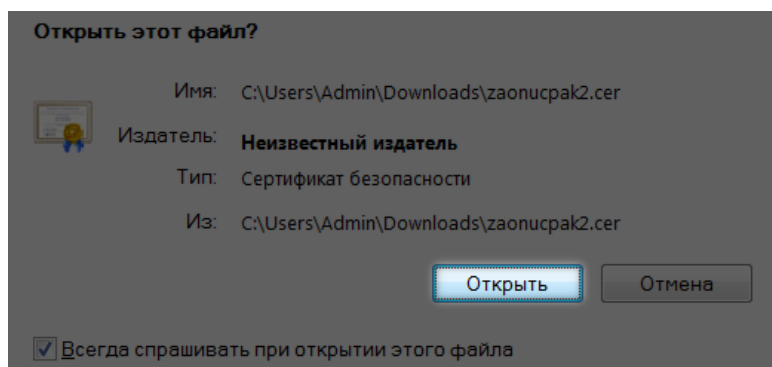 Открыть этот файл?
Имя: C:\Users\Admin\Downloads\zaonucpak2.cer
Издатель: Неизвестный издатель
Тип: Сертификат безопасности
Из: C:\Users\Admin\Downloads\zaonucpak2.cer
Открыть Отмена
Всегда спрашивать при открытии этого файла